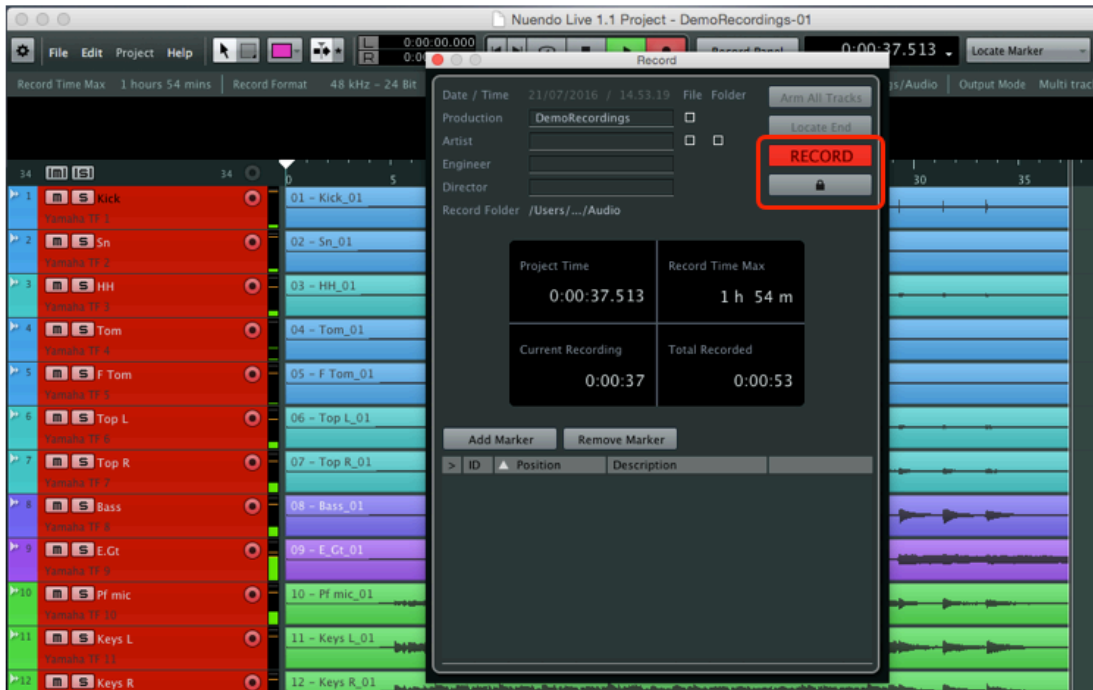 Nuendo Live 1.1 Project - DemoRecordings-01
File Edit Project Help
L
R
0:00:00.000
Record Panel
0:00:37.513
Locate Marker
Record
Record Time Max 1 hours 54 mins Record Format 48 kHz - 24 Bit
gs/Audio Output Mode Multi trac
Date / Time 21/07/2016 / 14.53.19 File Folder
Arm All Tracks
Production DemoRecordings
Locate End
Artist
RECORD
Engineer
Director
Record Folder /Users/.../Audio
34 m S 34
0 5 30 35
1 m S Kick
Yamaha TF 1
01 - Kick_01
2 m S Sn
Yamaha TF 2
02 - Sn_01
3 m S HH
Yamaha TF 3
03 - HH_01
4 m S Tom
Yamaha TF 4
04 - Tom_01
5 m S F Tom
Yamaha TF 5
05 - F Tom_01
6 m S Top L
Yamaha TF 6
06 - Top L_01
7 m S Top R
Yamaha TF 7
07 - Top R_01
8 m S Bass
Yamaha TF 8
08 - Bass_01
9 m S E.Gt
Yamaha TF 9
09 - E_Gt_01
10 m S Pf mic
Yamaha TF 10
10 - Pf mic_01
11 m S Keys L
Yamaha TF 11
11 - Keys L_01
12 m S Keys R
12 - Keys R_01
Project Time
0:00:37.513
Record Time Max
1 h 54 m
Current Recording
0:00:37
Total Recorded
0:00:53
Add Marker Remove Marker
> ID Position Description